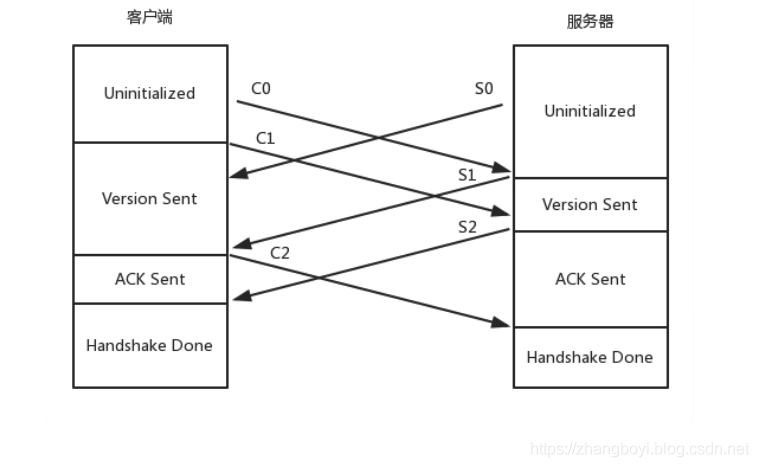 客户端
服务器
Uninitialized
C0
S0
Uninitialized
C1
S1
Version Sent
Version Sent
S2
C2
ACK Sent
ACK Sent
Handshake Done
Handshake Done
https://zhangboyi.blog.csdn.net